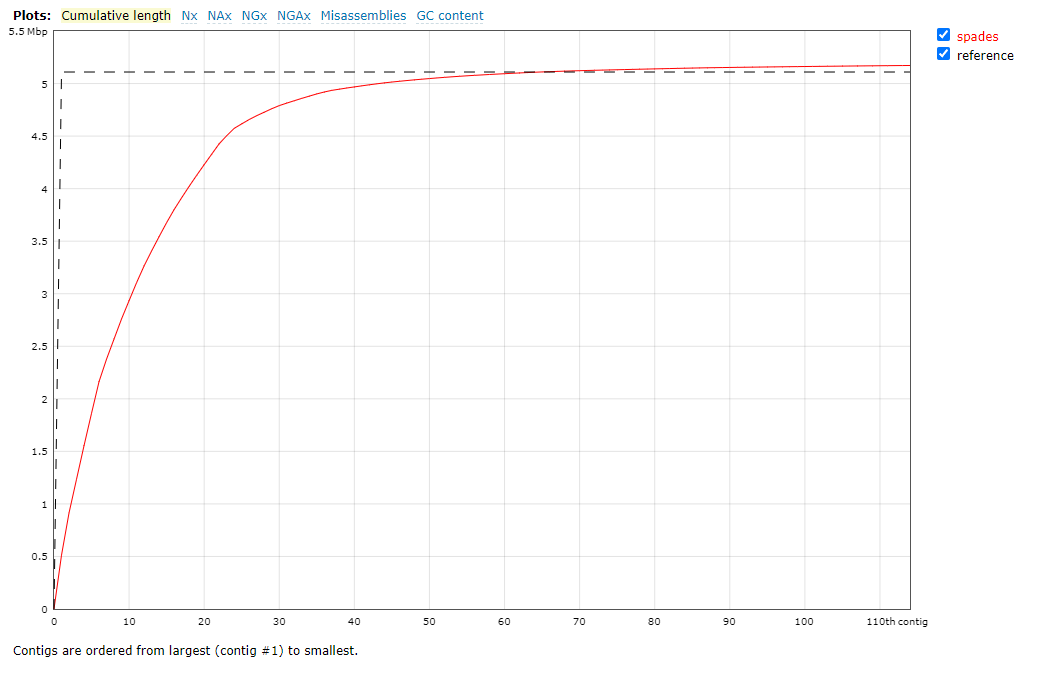 Plots: Cumulative length Nx NAx NGx NGAx Misassemblies GC content
5.5 Mbp
5
4.5
4
3.5
3
2.5
2
1.5
1
0.5
0
0 10 20 30 40 50 60 70 80 90 100 110th contig
spades
reference
Contigs are ordered from largest (contig #1) to smallest.